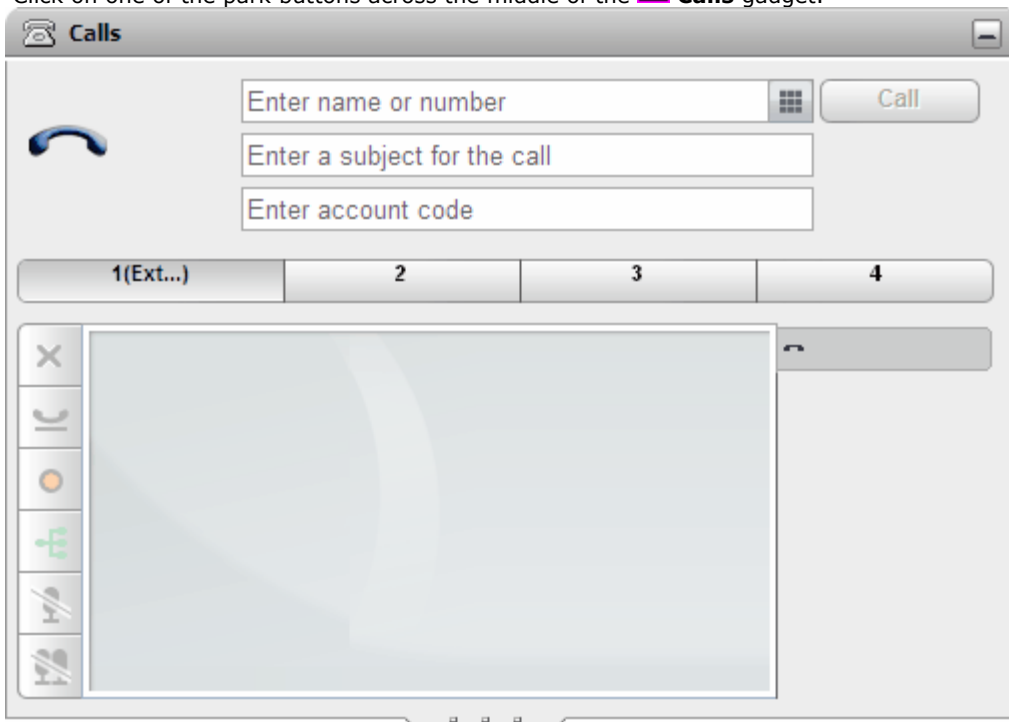 Click on one of the park buttons across the middle of the Calls gadget.
Calls
Enter name or number
Call
Enter a subject for the call
Enter account code
1(Ext...) 2 3 4